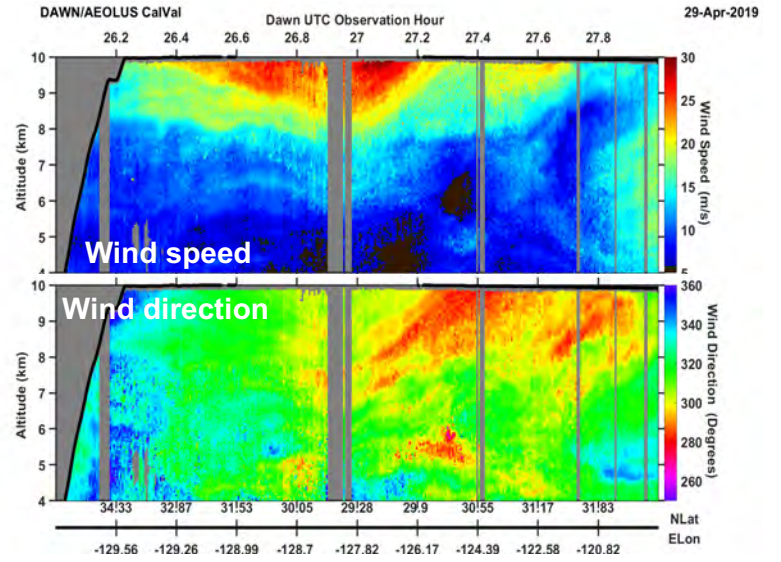 DAWN/AEOLUS CalVal
Dawn UTC Observation Hour
29-Apr-2019
26.2 26.4 26.6 26.8 27 27.2 27.4 27.6 27.8
10
9
8
7
6
5
4
Altitude (km)
Wind speed
30
25
20
15
10
5
Wind Speed (m/s)
10
9
8
7
6
5
4
Altitude (km)
Wind direction
360
340
320
300
280
260
Wind Direction (Degrees)
34:33 32:87 31:53 30:05 29:28 29.9 30:55 31:17 31:83
NLat
ELon
-129.56 -129.26 -128.99 -128.7 -127.82 -126.17 -124.39 -122.58 -120.82